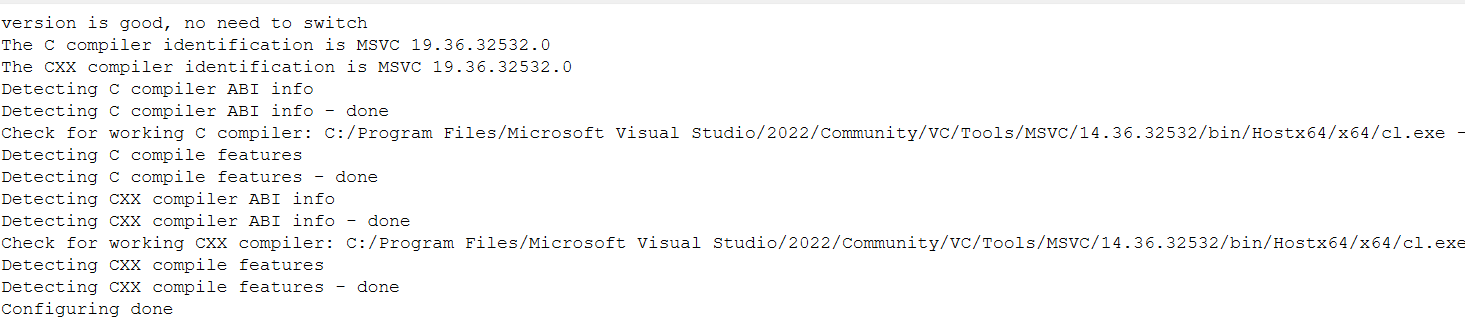 version is good, no need to switch
The C compiler identification is MSVC 19.36.32532.0
The CXX compiler identification is MSVC 19.36.32532.0
Detecting C compiler ABI info
Detecting C compiler ABI info - done
Check for working C compiler: C:/Program Files/Microsoft Visual Studio/2022/Community/VC/Tools/MSVC/14.36.32532/bin/Hostx64/x64/cl.exe -
Detecting C compile features
Detecting C compile features - done
Detecting CXX compiler ABI info
Detecting CXX compiler ABI info - done
Check for working CXX compiler: C:/Program Files/Microsoft Visual Studio/2022/Community/VC/Tools/MSVC/14.36.32532/bin/Hostx64/x64/cl.exe
Detecting CXX compile features
Detecting CXX compile features - done
Configuring done